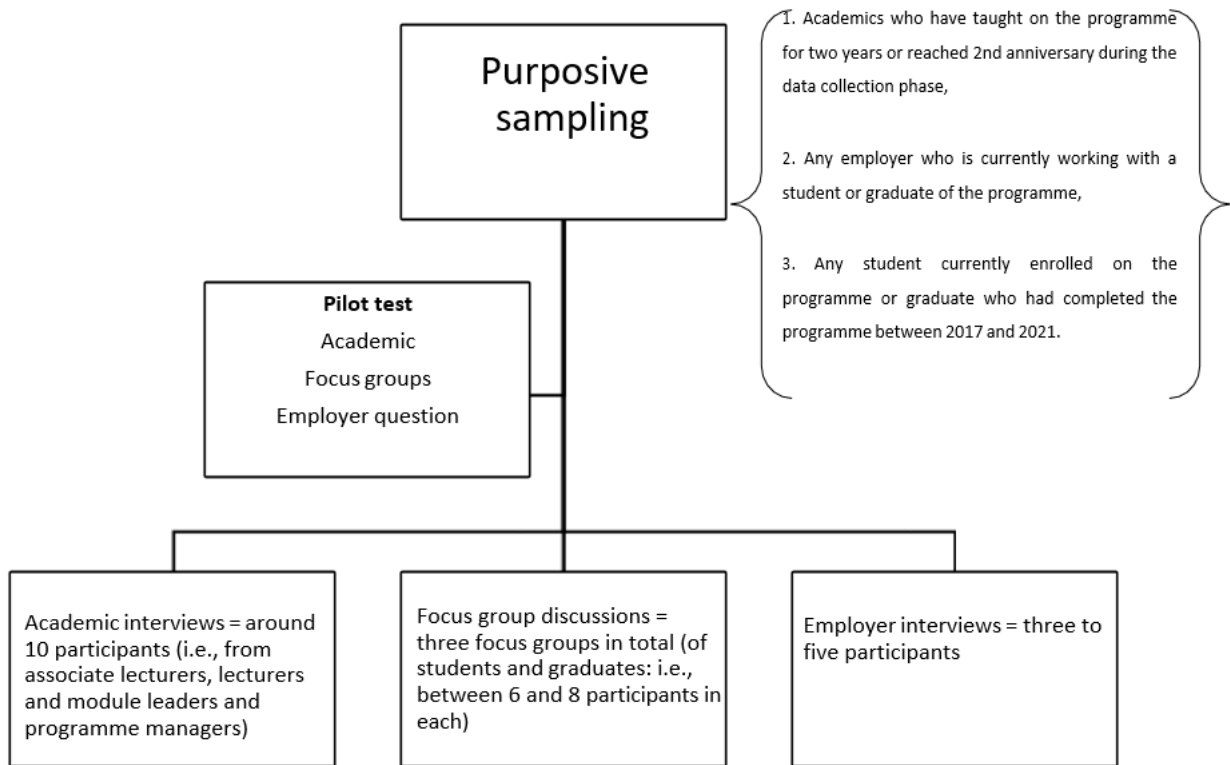 Purposive
sampling
1. Academics who have taught on the programme
for two years or reached 2nd anniversary during the
data collection phase,
2. Any employer who is currently working with a
student or graduate of the programme,
3. Any student currently enrolled on the
programme or graduate who had completed the
programme between 2017 and 2021.
Pilot test
Academic
Focus groups
Employer question
Academic interviews = around
10 participants (i.e., from
associate lecturers, lecturers
and module leaders and
programme managers)
Focus group discussions =
three focus groups in total (of
students and graduates: i.e.,
between 6 and 8 participants in
each)
Employer interviews = three to
five participants